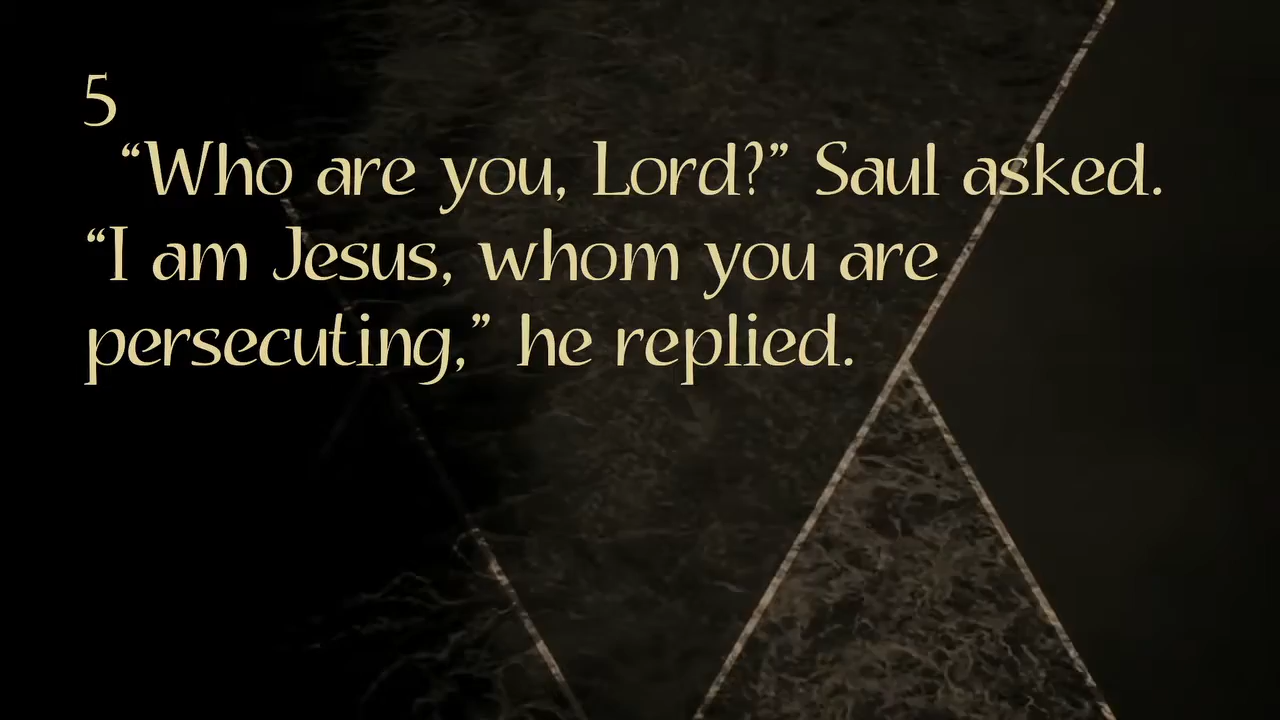 5
“Who are you, Lord?” Saul asked.
“I am Jesus, whom you are
persecuting,” he replied.